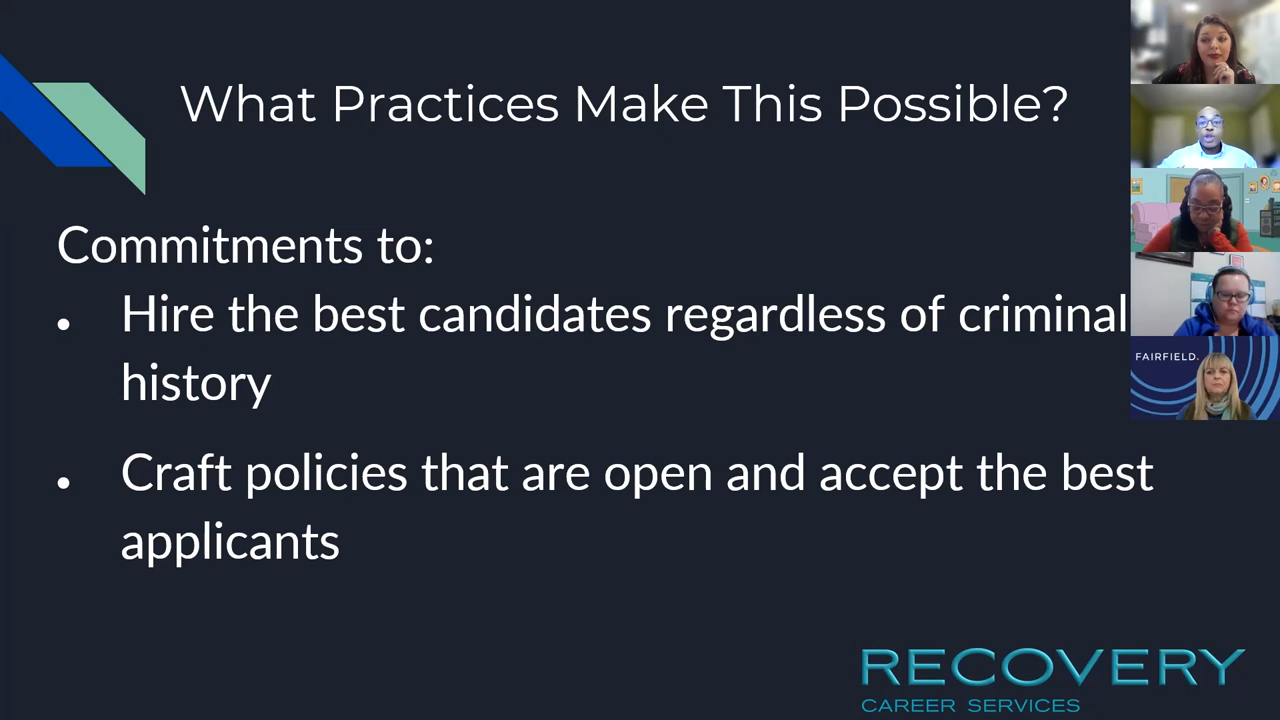 What Practices Make This Possible?
Commitments to:
• Hire the best candidates regardless of criminal
history
• Craft policies that are open and accept the best
applicants
FAIRFIELD.
RECOVERY
CAREER SERVICES